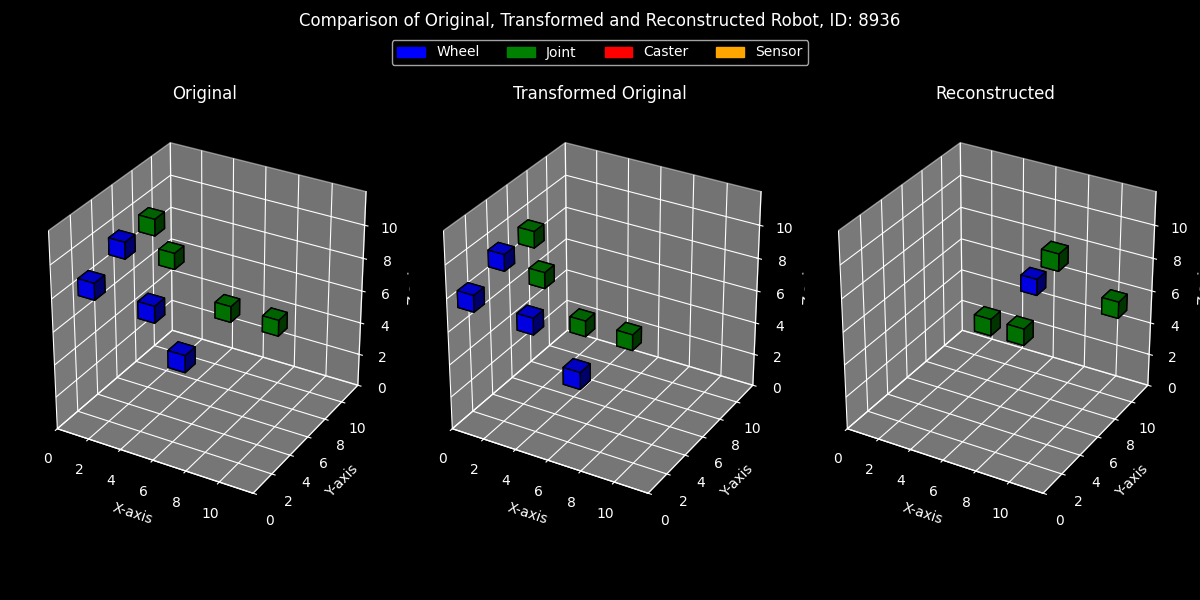 Comparison of Original, Transformed and Reconstructed Robot, ID: 8936
Wheel Joint Caster Sensor
Original Transformed Original Reconstructed
10 10 10
8 8 8
6 6 6
4 4 4
2 2 2
0 0 0
0 2 4 6 8 10 0 2 4 6 8 10 0 2 4 6 8 10
0 2 4 6 8 10 0 2 4 6 8 10 0 2 4 6 8 10
X-axis Y-axis X-axis Y-axis X-axis Y-axis